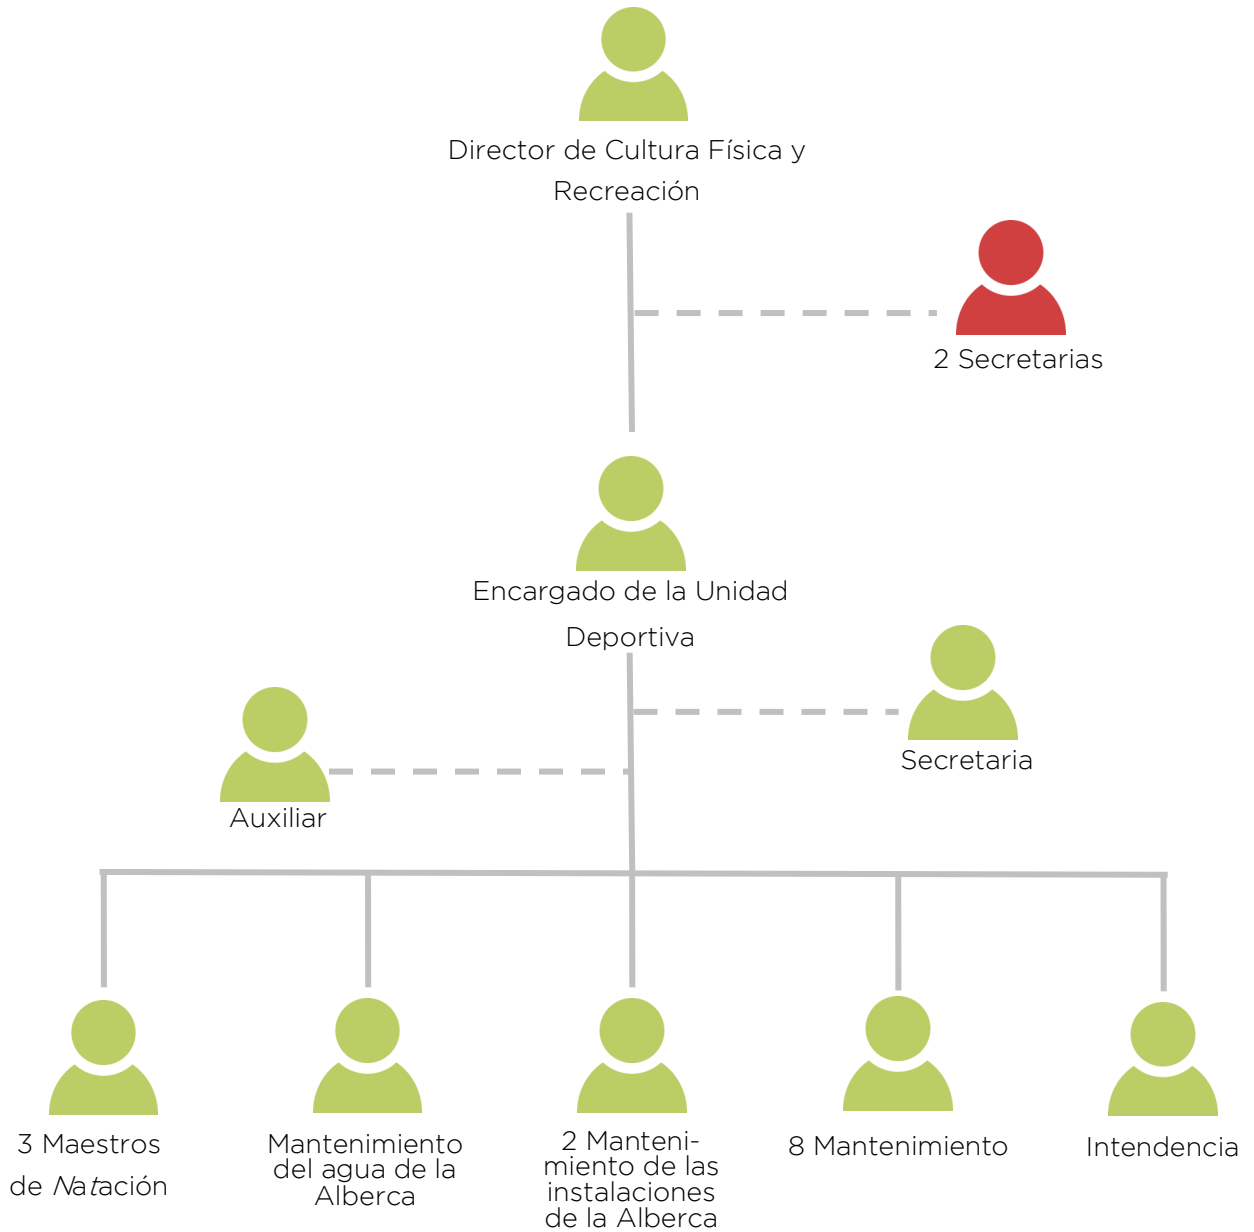 Director de Cultura Física y
Recreación
2 Secretarias
Encargado de la Unidad
Deportiva
Secretaria
Auxiliar
3 Maestros
de Natación
Mantenimiento
del agua de la
Alberca
2 Manteni-
miento de las
instalaciones
de la Alberca
8 Mantenimiento
Intendencia